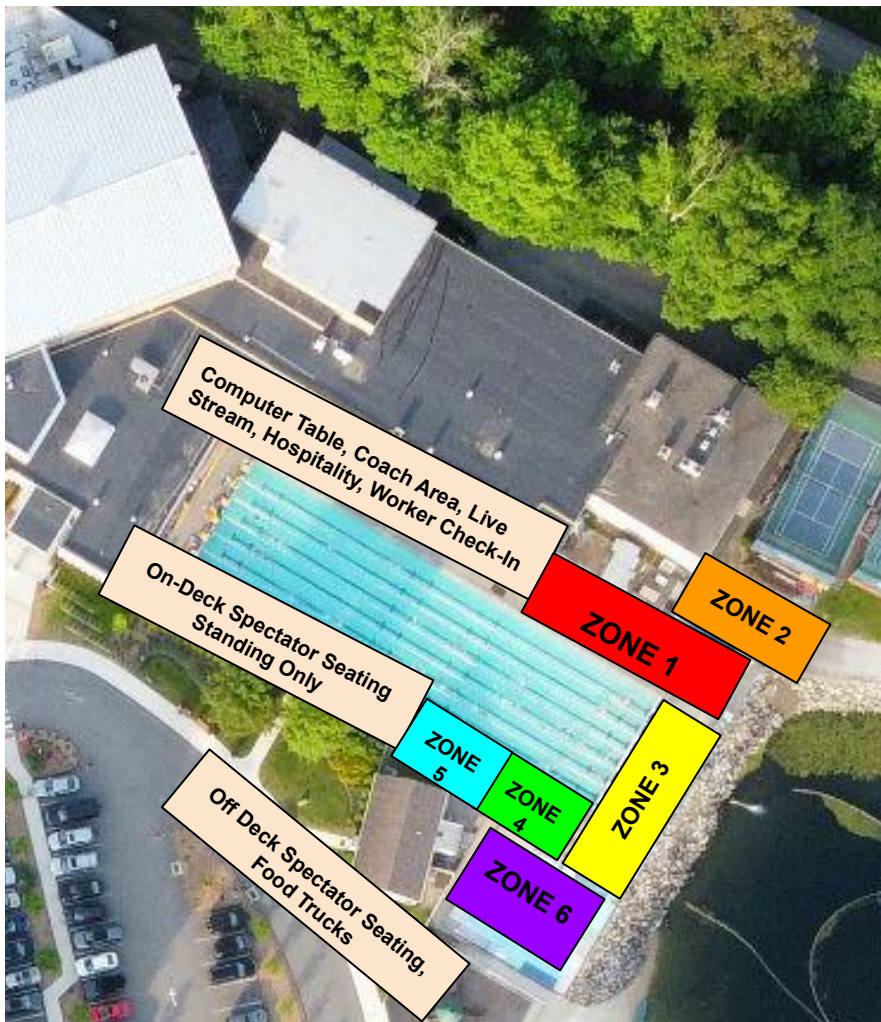 Computer Table, Coach Area, Live
Stream, Hospitality, Worker Check-In
ZONE 2
ZONE 1
On-Deck Spectator Seating
Standing Only
ZONE
5
ZONE
4
ZONE 3
Off Deck Spectator Seating,
Food Trucks
ZONE 6